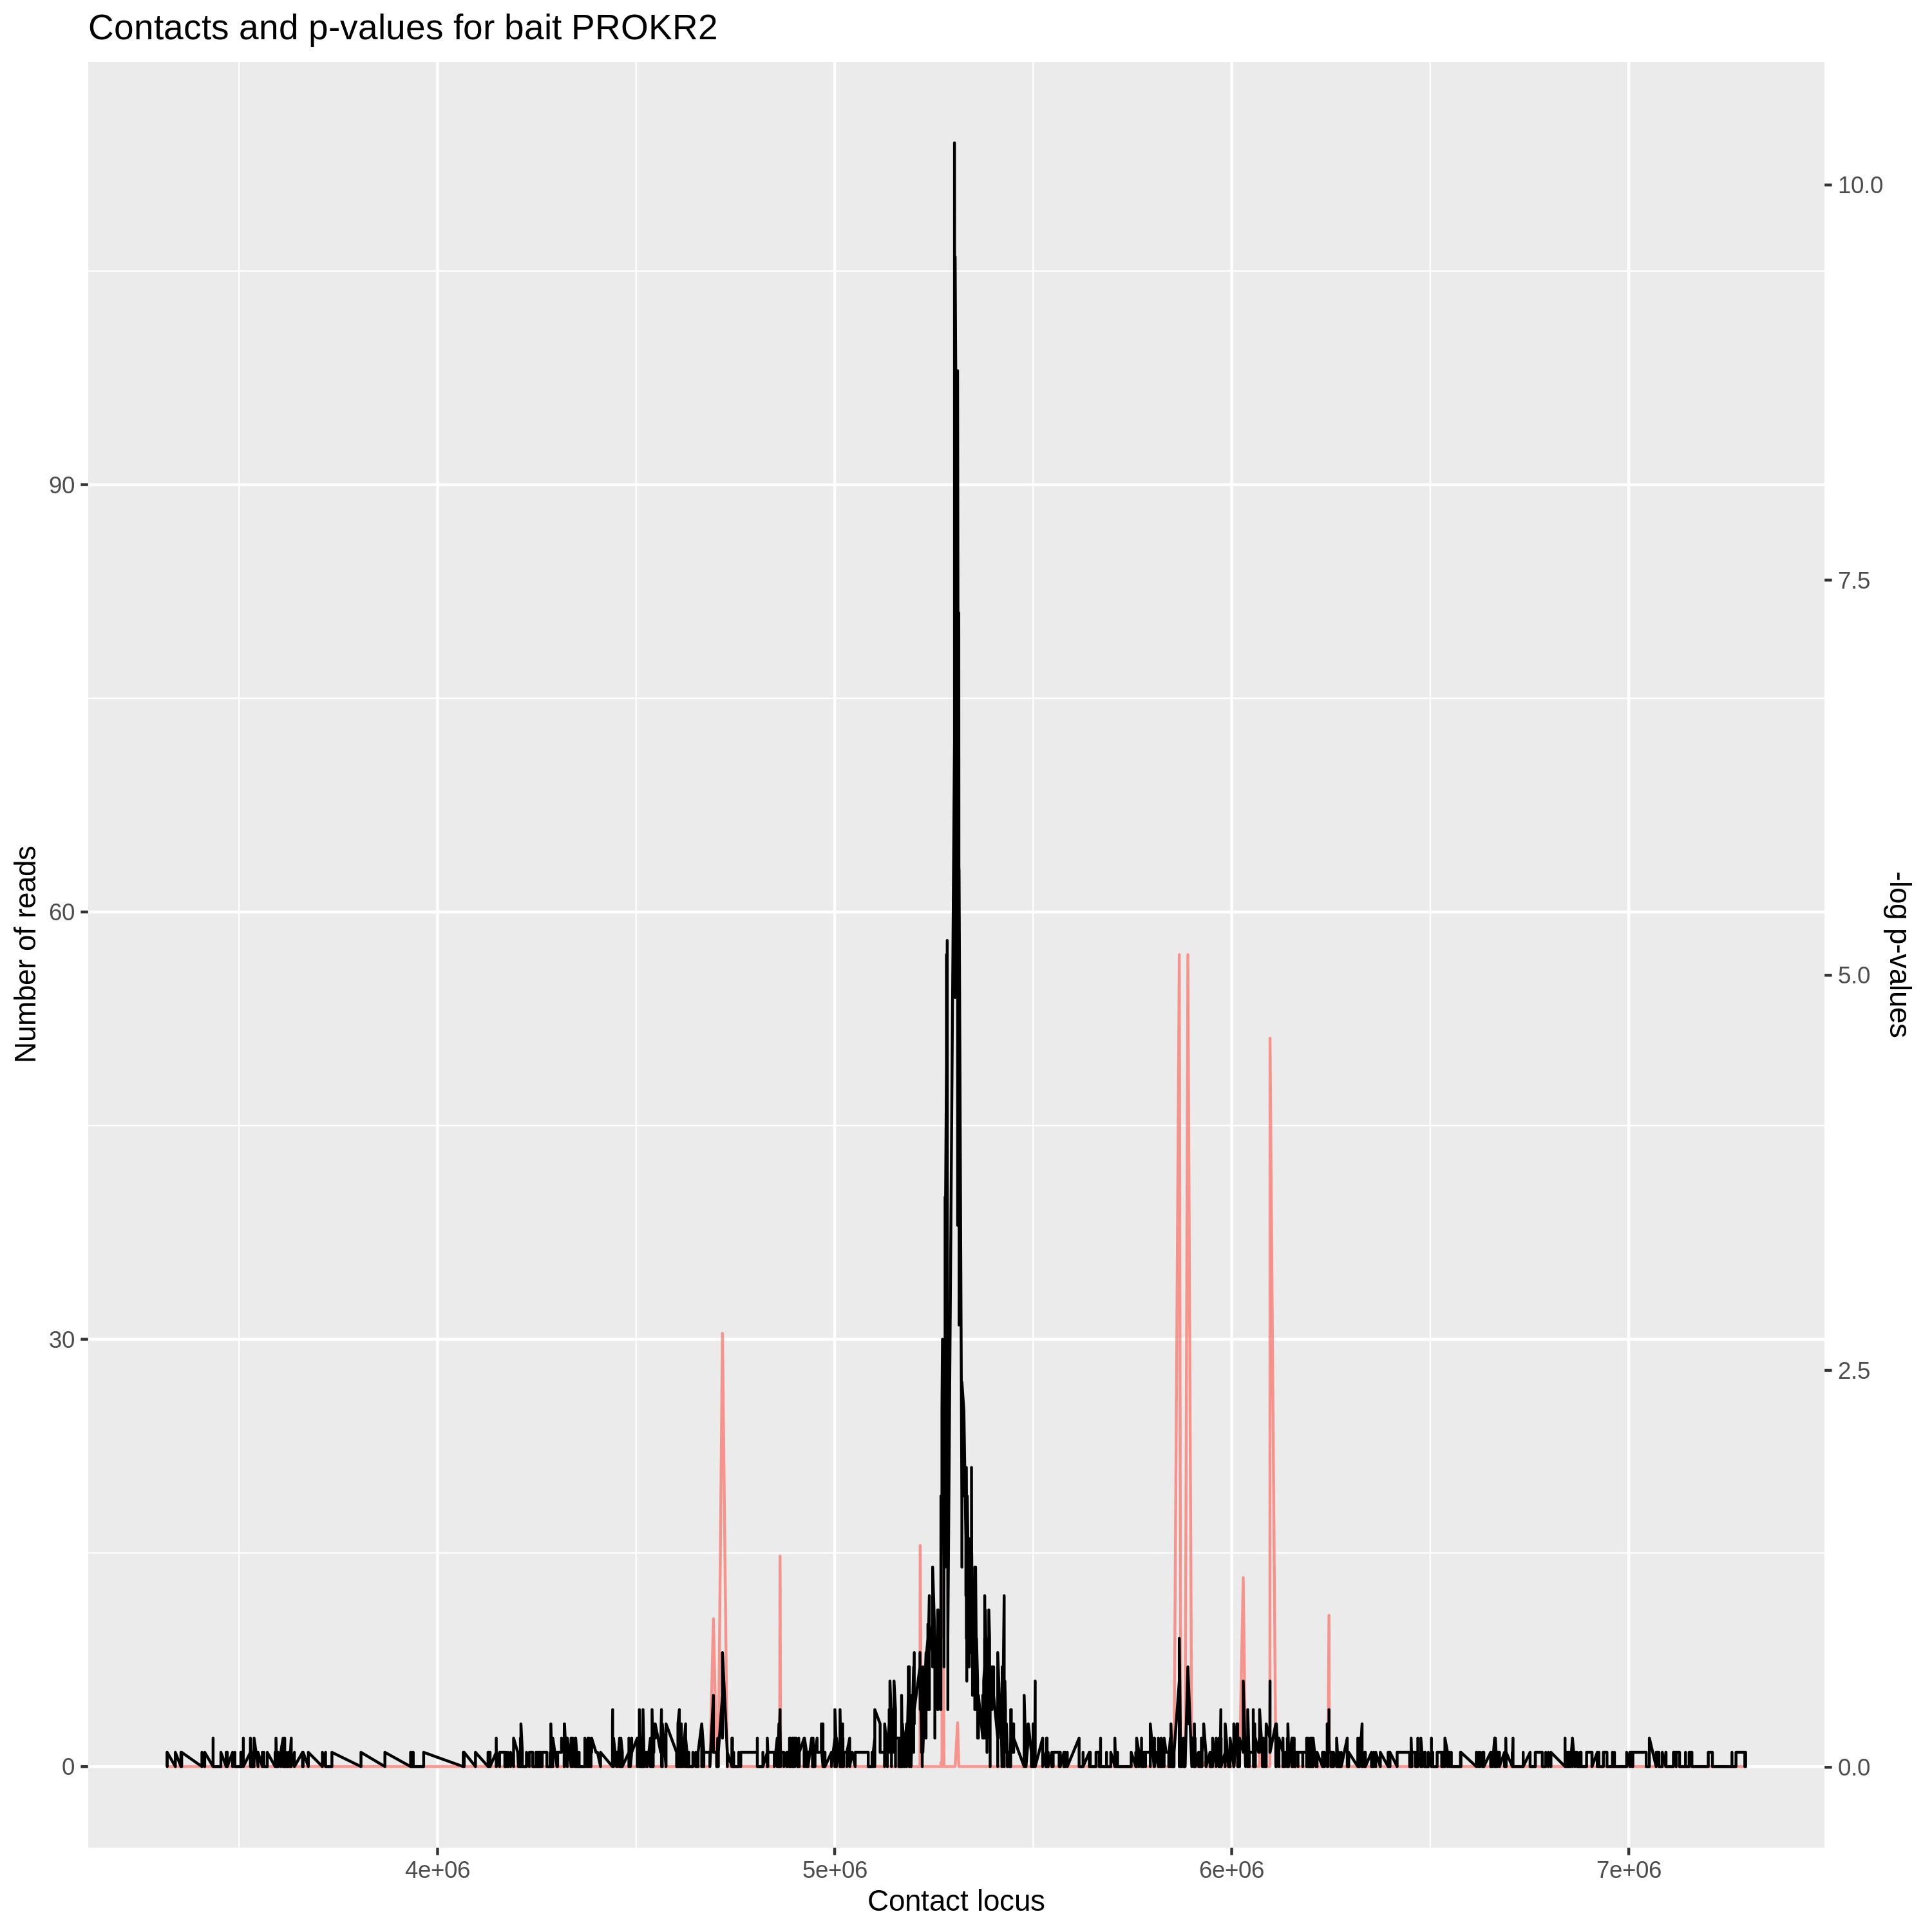 Contacts and p-values for bait PROKR2
Number of reads
90
60
30
0
10.0
7.5
5.0
2.5
0.0
-log p-values
4e+06
5e+06
6e+06
7e+06
Contact locus